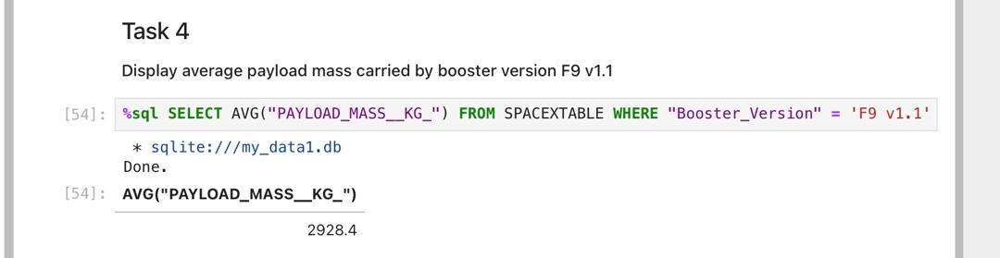 Task 4
Display average payload mass carried by booster version F9 v1.1
[54]: %sql SELECT AVG("PAYLOAD_MASS__KG_") FROM SPACEXTABLE WHERE "Booster_Version" = 'F9 v1.1'
* sqlite:///my_data1.db
Done.
[54]: AVG("PAYLOAD_MASS__KG_")
2928.4